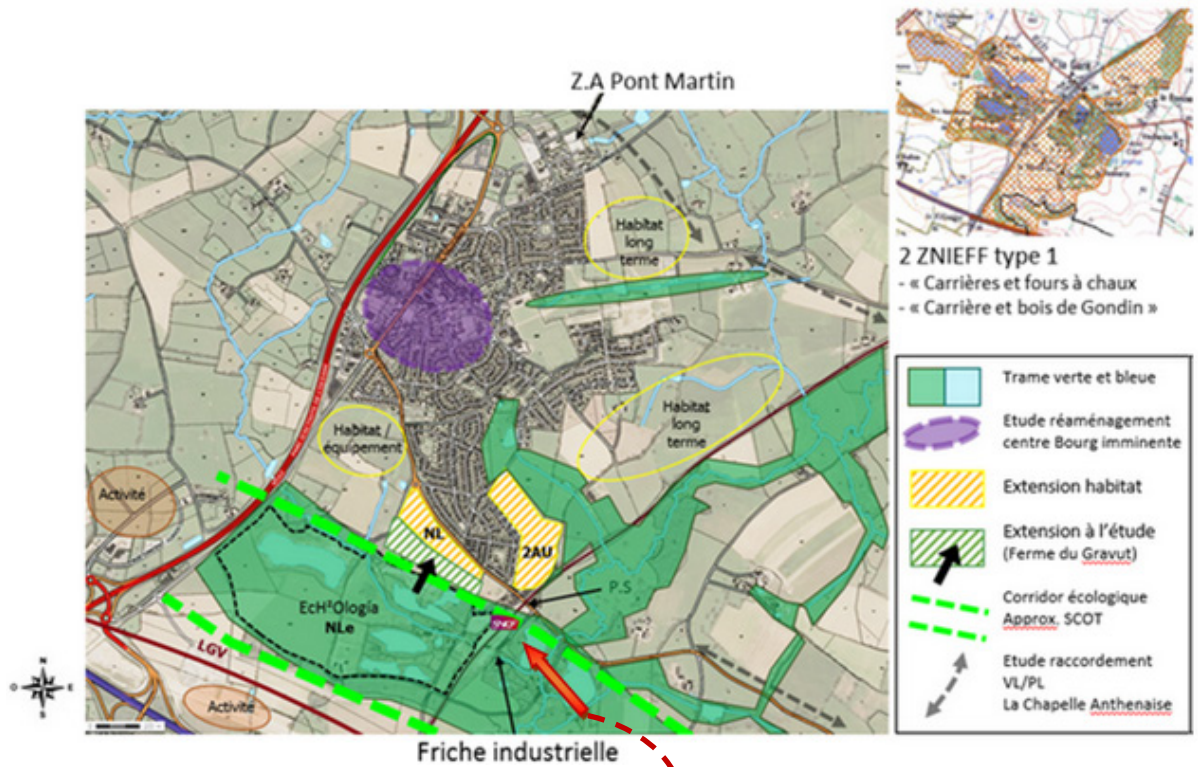 Z.A Pont Martin
Habitat
long
terme
Habitat
long
terme
Habitat /
équipement
Activité
NL
2AU
P.S
EcH²Ologia
NLe
SNCF
LGV
Activité
Friche industrielle
N
O
E
la Gare
2 ZNIEFF type 1
- « Carrières et fours à chaux
- « Carrière et bois de Gondin »
Trame verte et bleue
Etude réaménagement
centre Bourg imminente
Extension habitat
Extension à l'étude
(Ferme du Gravut)
Corridor écologique
Approx. SCOT
Etude raccordement
VL/PL
La Chapelle Anthenaise